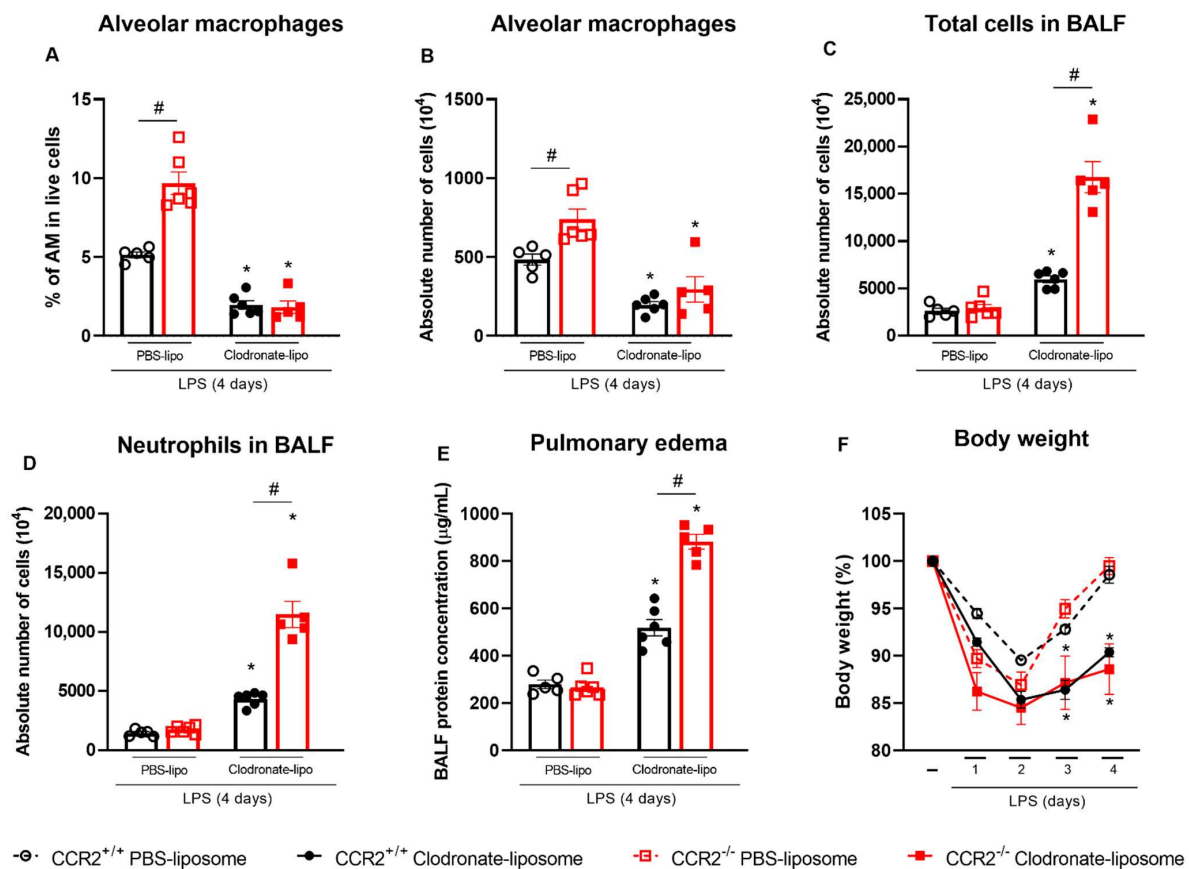 Alveolar macrophages
A
% of AM in live cells
15
10
5
0
#
*
*
PBS-lipo
Clodronate-lipo
LPS (4 days)
Alveolar macrophages
B
Absolute number of cells (10⁴)
1500
1000
500
0
#
*
*
PBS-lipo
Clodronate-lipo
LPS (4 days)
Total cells in BALF
C
Absolute number of cells (10⁴)
25,000
20,000
15,000
10,000
5000
0
#
*
*
PBS-lipo
Clodronate-lipo
LPS (4 days)
Neutrophils in BALF
D
Absolute number of cells (10⁴)
20,000
15,000
10,000
5000
0
#
*
*
PBS-lipo
Clodronate-lipo
LPS (4 days)
Pulmonary edema
E
BALF protein concentration (µg/mL)
1000
800
600
400
200
0
#
*
*
PBS-lipo
Clodronate-lipo
LPS (4 days)
Body weight
F
Body weight (%)
105
100
95
90
85
80
*
*
*
*
– 1 2 3 4
LPS (days)
CCR2⁺/⁺ PBS-liposome
CCR2⁺/⁺ Clodronate-liposome
CCR2⁻/⁻ PBS-liposome
CCR2⁻/⁻ Clodronate-liposome